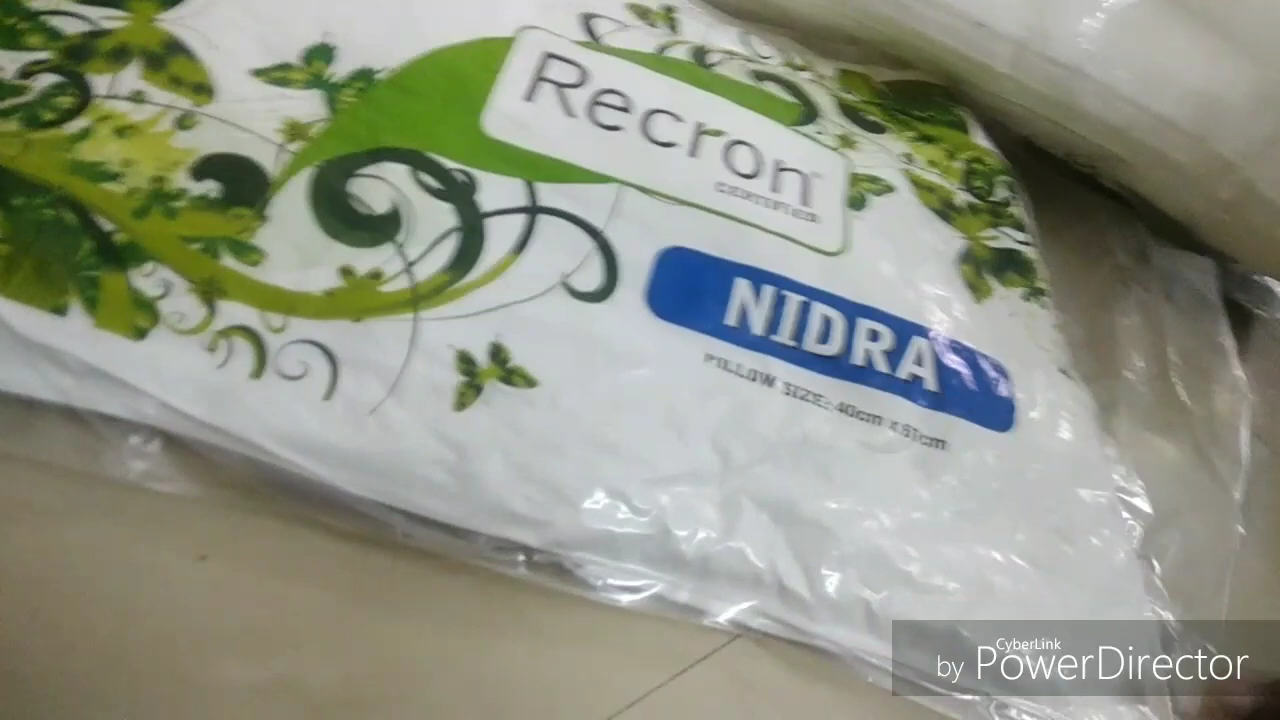 Recron
CERTIFIED
NIDRA
PILLOW SIZE: 40cm x 61cm
CyberLink
by PowerDirector